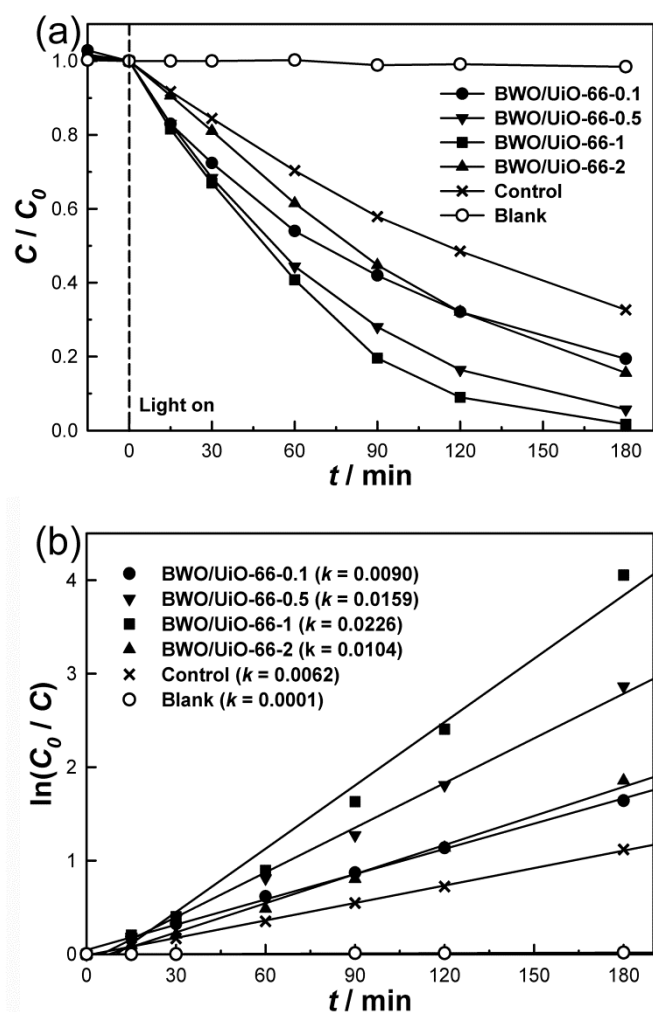 (a)
1.0
0.8
0.6
0.4
0.2
0.0
C / C0
BWO/UiO-66-0.1
BWO/UiO-66-0.5
BWO/UiO-66-1
BWO/UiO-66-2
Control
Blank
Light on
0 30 60 90 120 150 180
t / min
(b)
4
3
2
1
0
ln(C0 / C)
BWO/UiO-66-0.1 (k = 0.0090)
BWO/UiO-66-0.5 (k = 0.0159)
BWO/UiO-66-1 (k = 0.0226)
BWO/UiO-66-2 (k = 0.0104)
Control (k = 0.0062)
Blank (k = 0.0001)
0 30 60 90 120 150 180
t / min